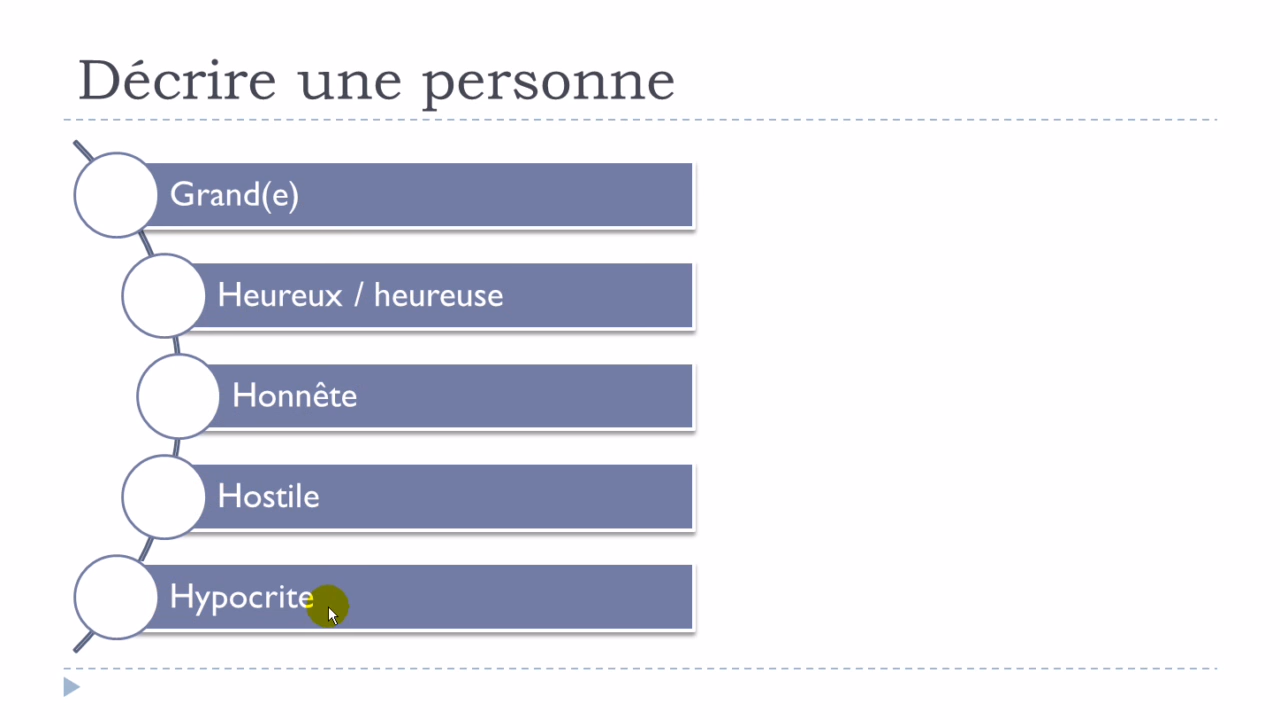 Décrire une personne
Grand(e)
Heureux / heureuse
Honnête
Hostile
Hypocrite